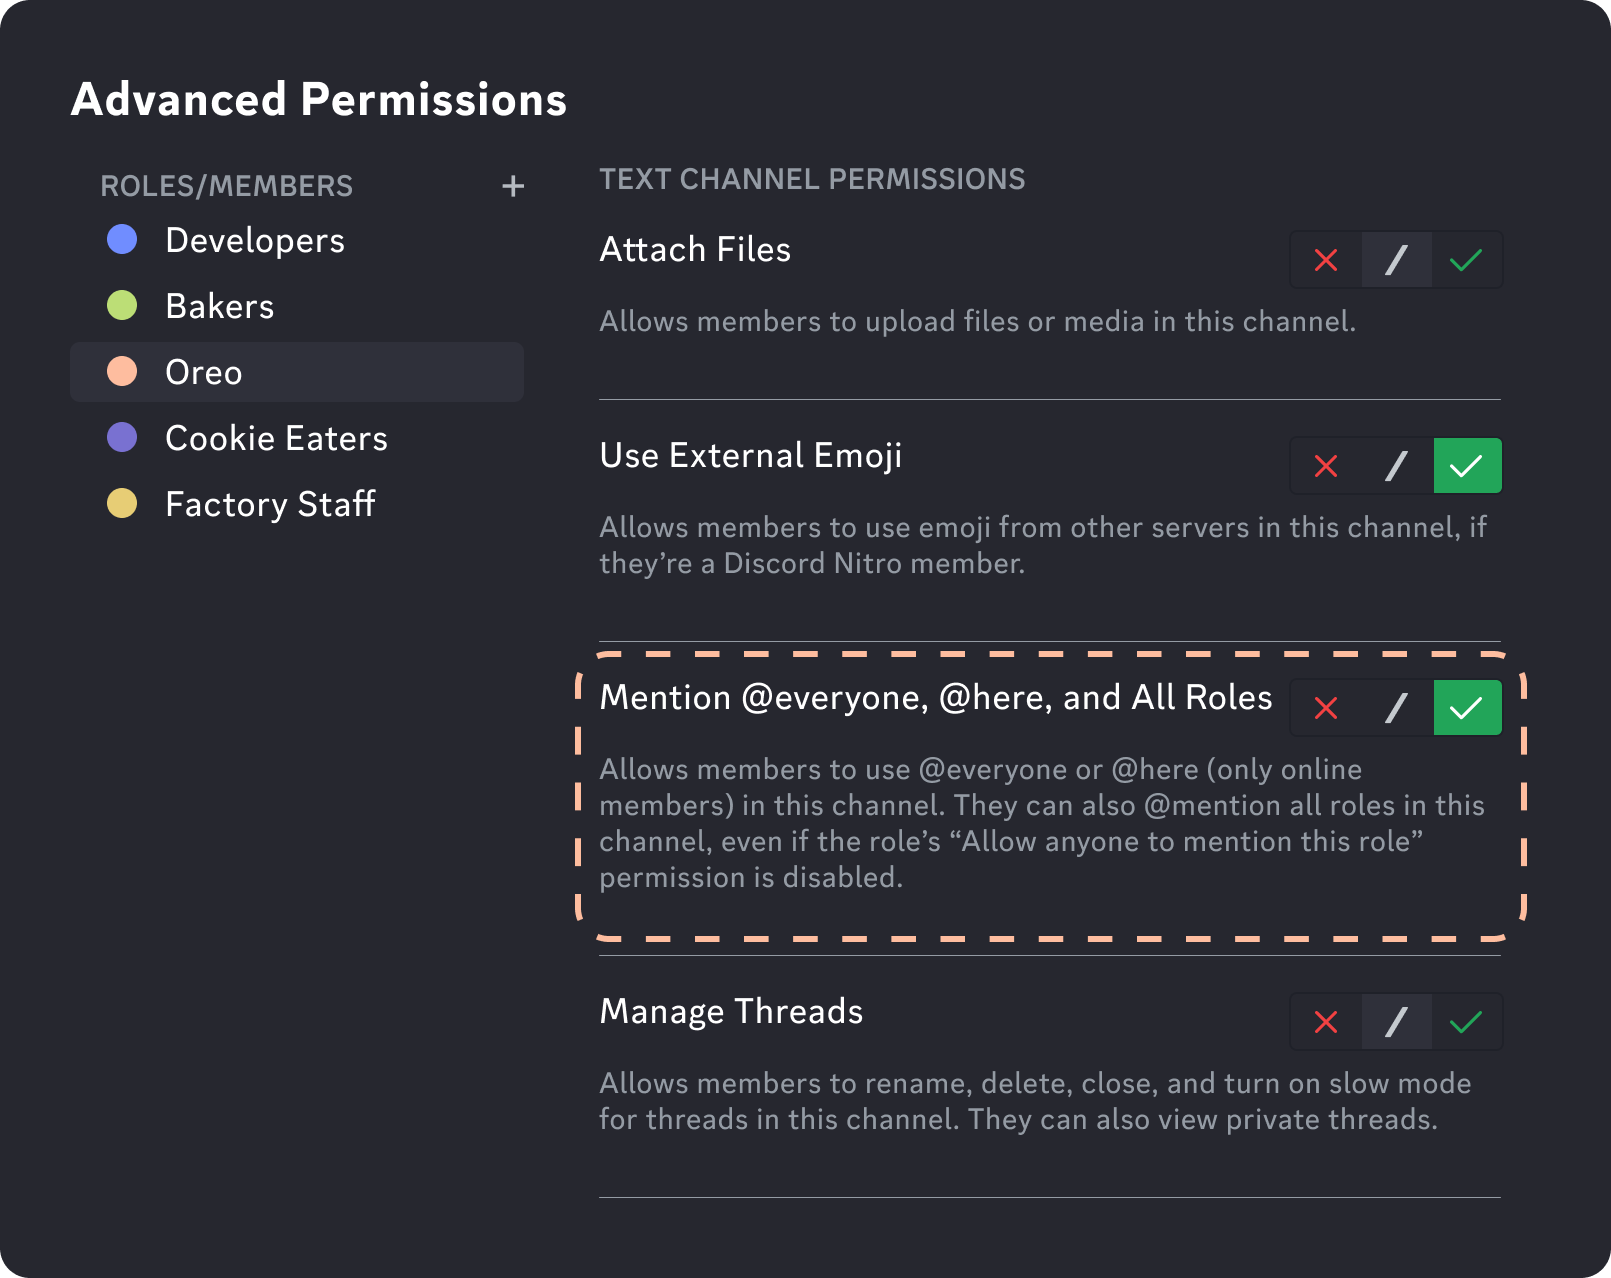 Advanced Permissions
ROLES/MEMBERS
Developers
Bakers
Oreo
Cookie Eaters
Factory Staff
TEXT CHANNEL PERMISSIONS
Attach Files
Allows members to upload files or media in this channel.
Use External Emoji
Allows members to use emoji from other servers in this channel, if
they’re a Discord Nitro member.
Mention @everyone, @here, and All Roles
Allows members to use @everyone or @here (only online
members) in this channel. They can also @mention all roles in this
channel, even if the role’s “Allow anyone to mention this role”
permission is disabled.
Manage Threads
Allows members to rename, delete, close, and turn on slow mode
for threads in this channel. They can also view private threads.